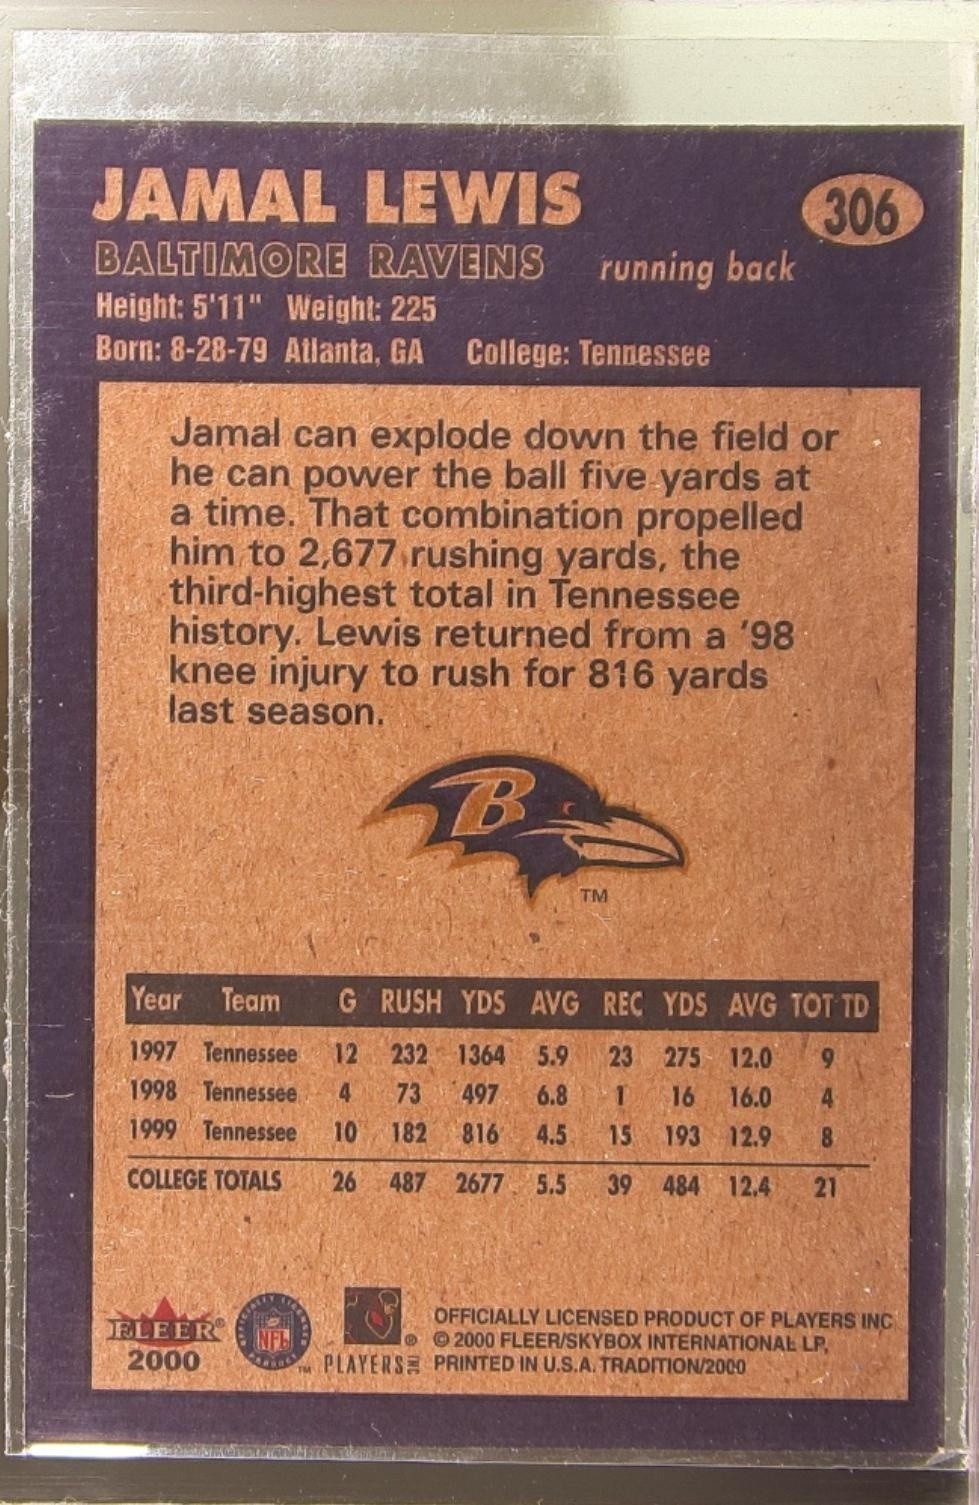 JAMAL LEWIS 306
BALTIMORE RAVENS running back
Height: 5'11" Weight: 225
Born: 8-28-79 Atlanta, GA College: Tennessee
Jamal can explode down the field or
he can power the ball five yards at
a time. That combination propelled
him to 2,677 rushing yards, the
third-highest total in Tennessee
history. Lewis returned from a '98
knee injury to rush for 816 yards
last season.
B
TM
Year Team G RUSH YDS AVG REC YDS AVG TOT TD
1997 Tennessee 12 232 1364 5.9 23 275 12.0 9
1998 Tennessee 4 73 497 6.8 1 16 16.0 4
1999 Tennessee 10 182 816 4.5 15 193 12.9 8
COLLEGE TOTALS 26 487 2677 5.5 39 484 12.4 21
FLEER®
2000
NFL
TM
®
PLAYERS INC
OFFICIALLY LICENSED PRODUCT OF PLAYERS INC
© 2000 FLEER/SKYBOX INTERNATIONAL LP,
PRINTED IN U.S.A. TRADITION/2000